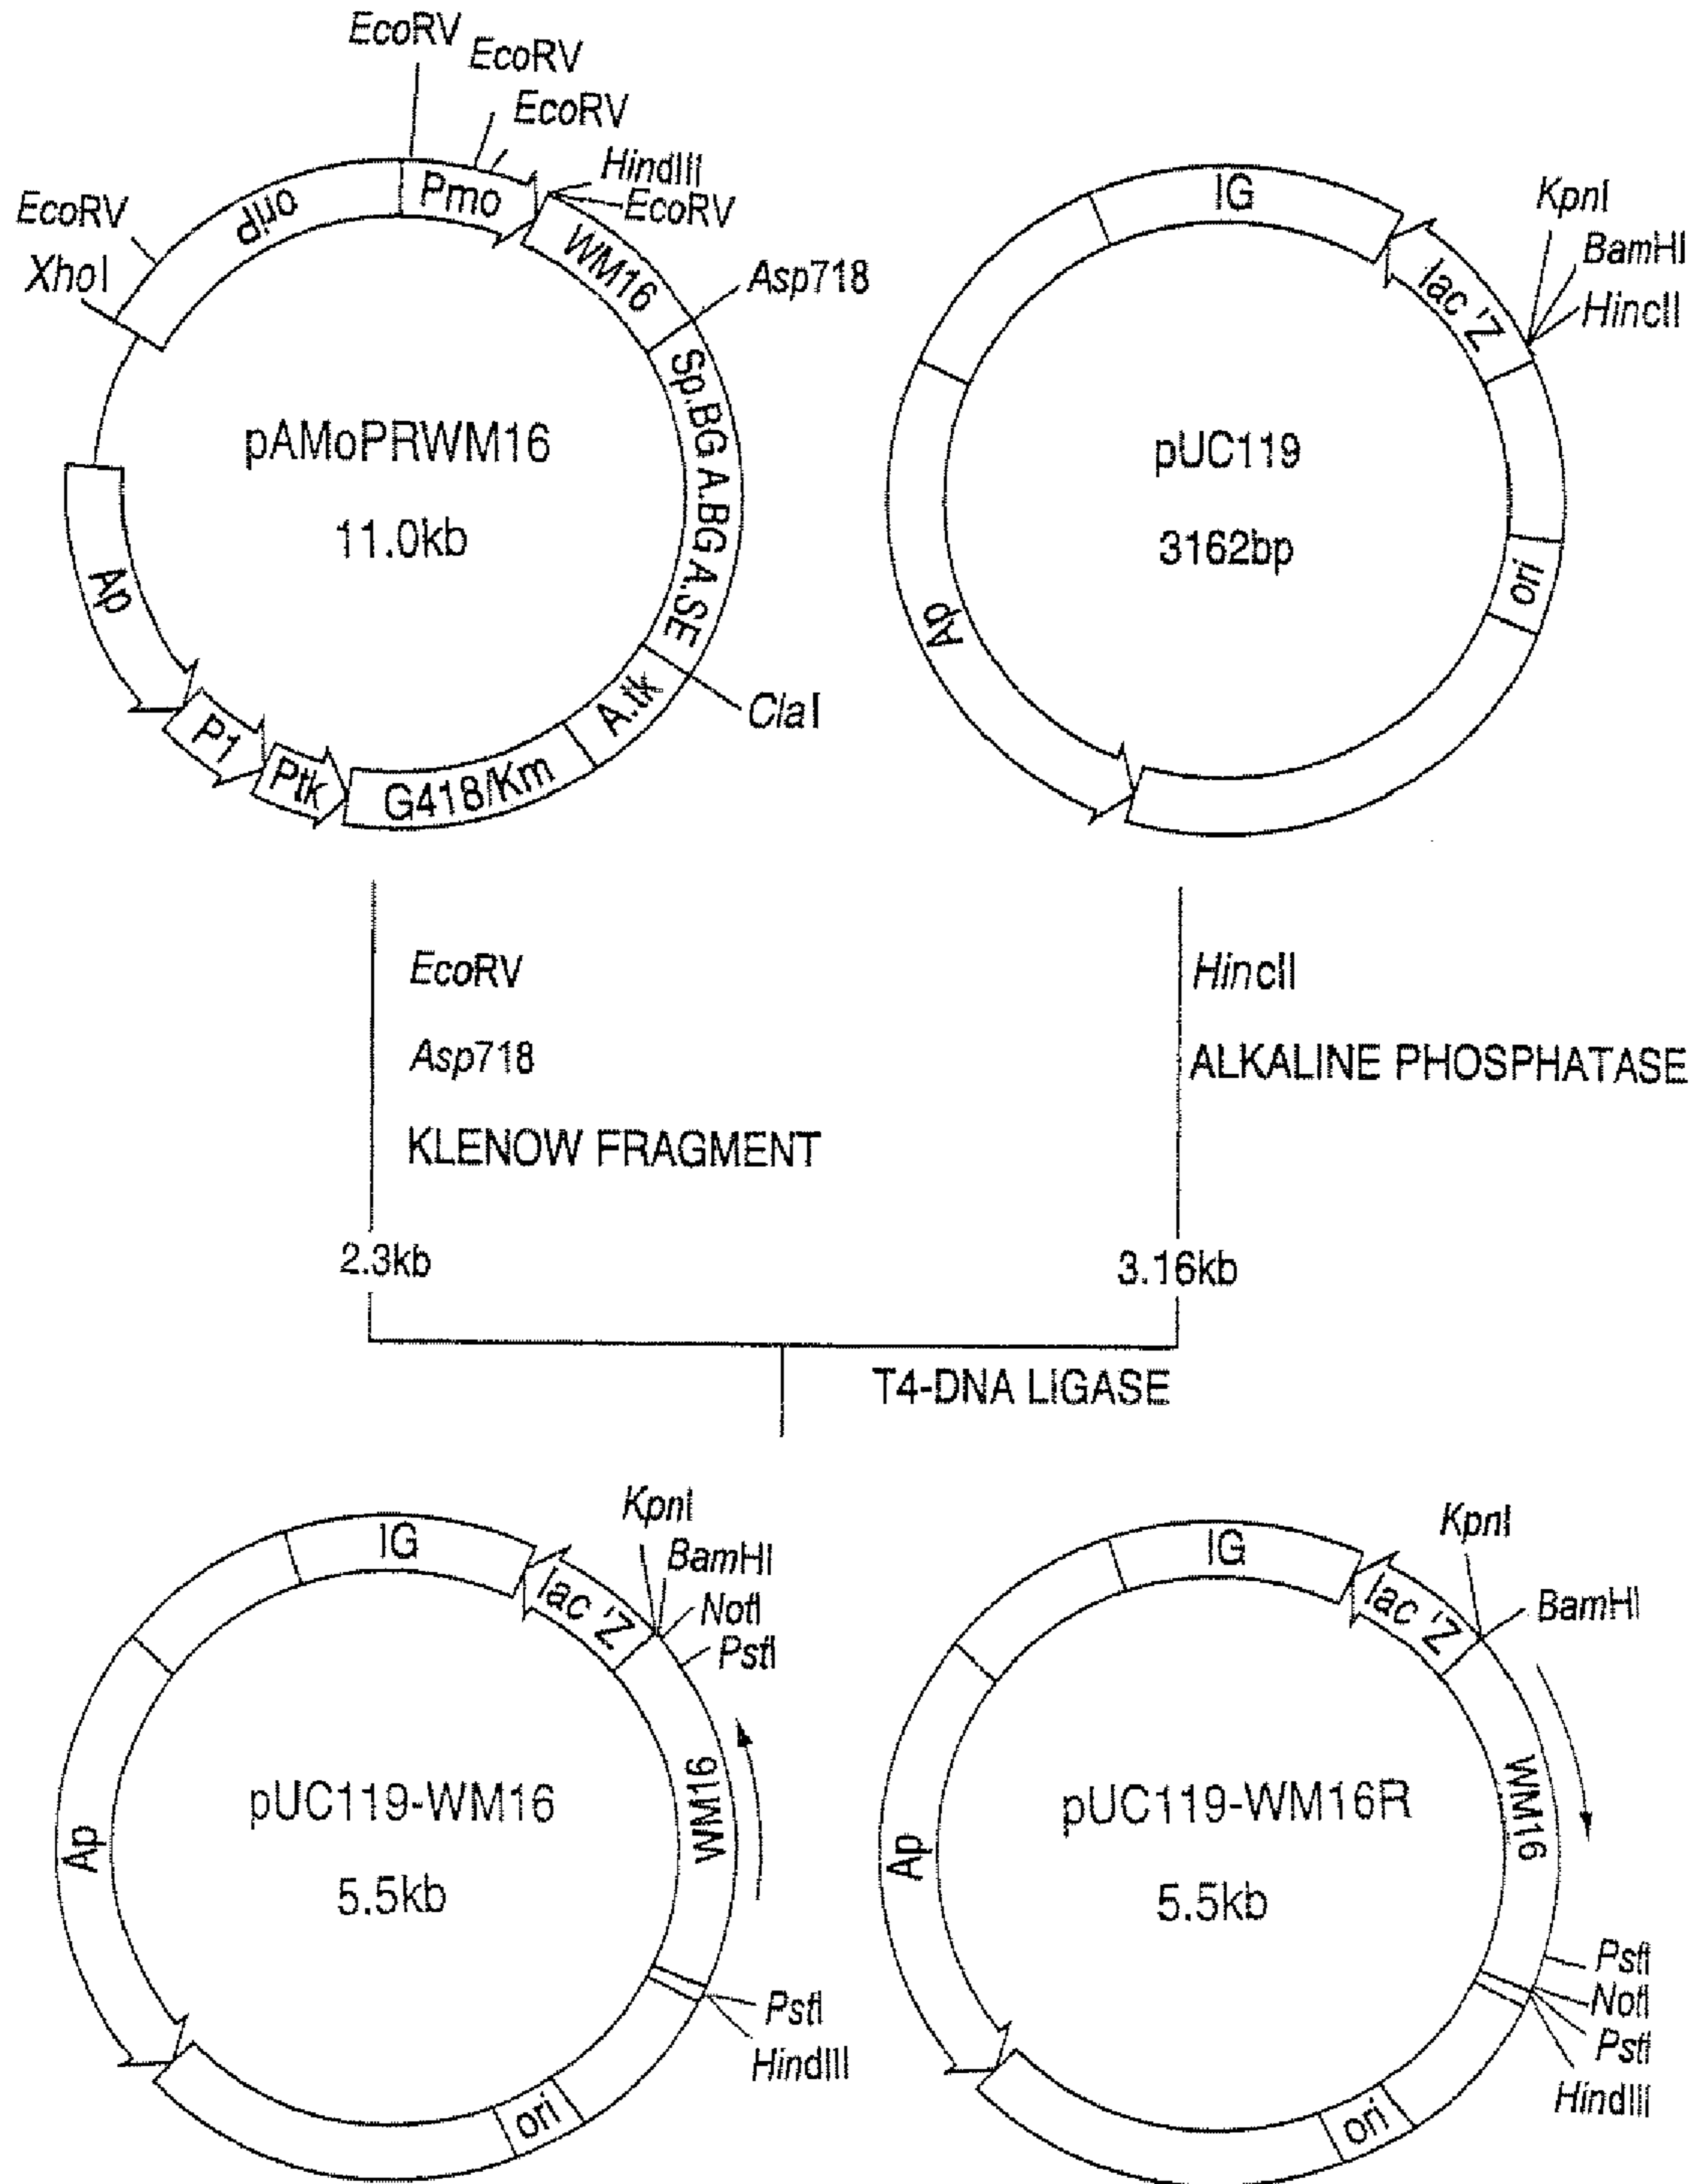 EcoRV
EcoRV
EcoRV
HindIII
EcoRV
EcoRV
XhoI
oriP
Pmo
WM16
Asp718
Sp.BG A.BG A.SE
ClaI
A.tk
G418/Km
Ptk
P1
Ap
pAMoPRWM16
11.0kb
IG
lac 'Z
KpnI
BamHI
HincII
ori
Ap
pUC119
3162bp
EcoRV
Asp718
KLENOW FRAGMENT
2.3kb
HincII
ALKALINE PHOSPHATASE
3.16kb
T4-DNA LIGASE
IG
lac 'Z
KpnI
BamHI
NotI
PstI
WM16
PstI
HindIII
ori
Ap
pUC119-WM16
5.5kb
IG
lac 'Z
KpnI
BamHI
WM16
PstI
NotI
PstI
HindIII
ori
Ap
pUC119-WM16R
5.5kb